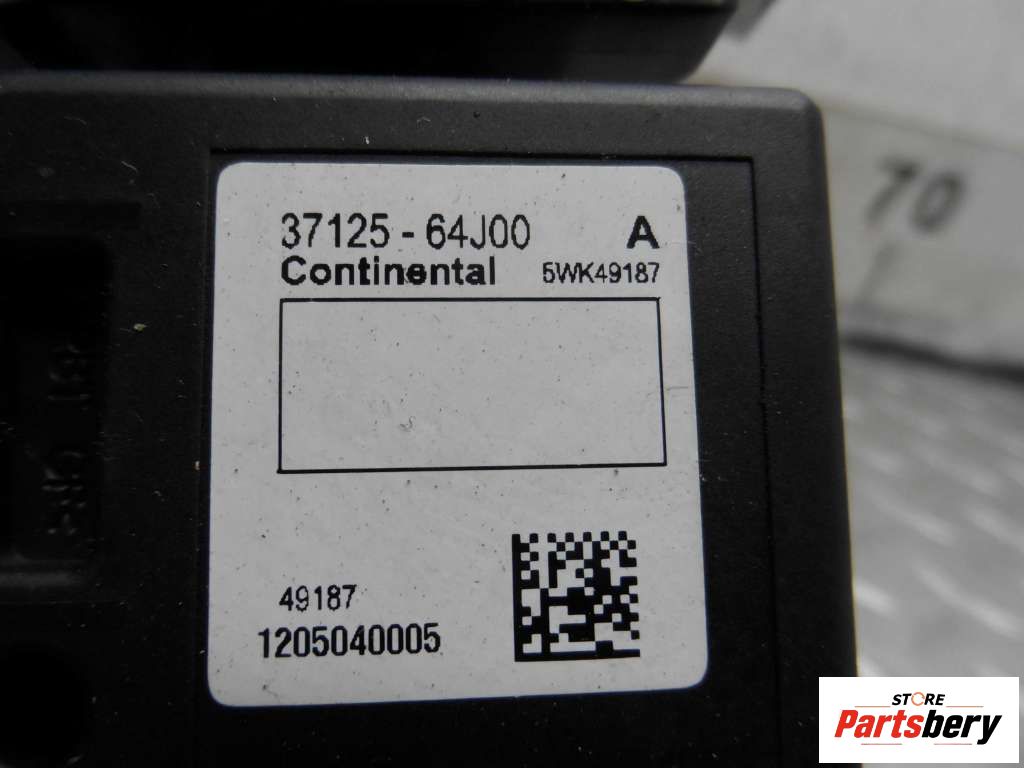 37125 - 64J00 A
Continental 5WK49187
49187
1205040005
70
STORE
Partsbery